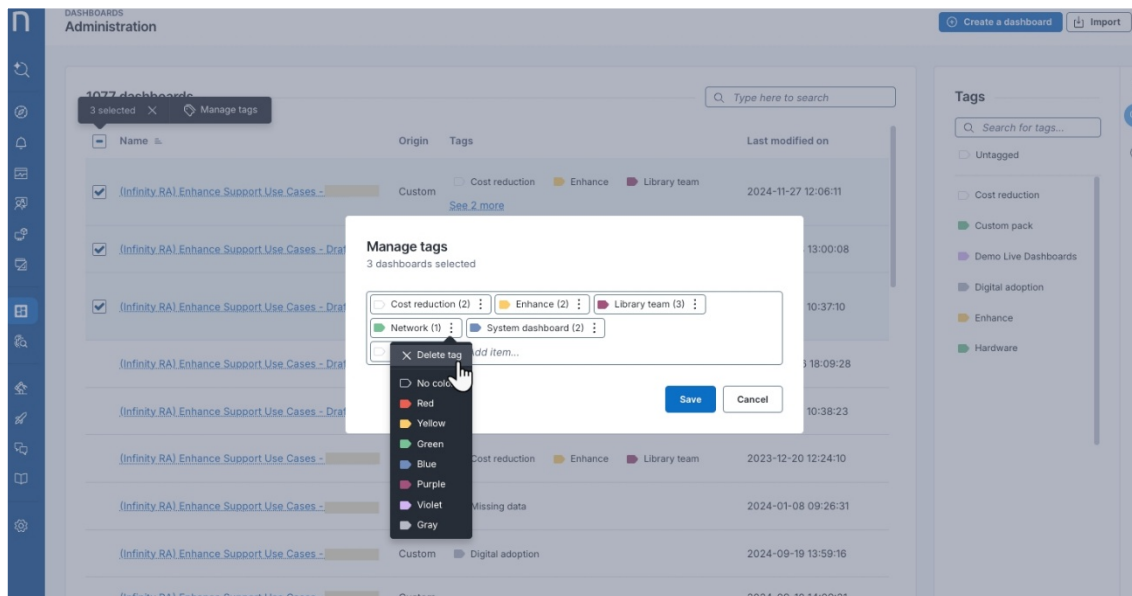 DASHBOARDS
Administration
Create a dashboard
Import
1077 dashboards
3 selected
Manage tags
Type here to search
Name
Origin
Tags
Last modified on
(Infinity RA) Enhance Support Use Cases -
Custom
Cost reduction
Enhance
Library team
See 2 more
2024-11-27 12:06:11
(Infinity RA) Enhance Support Use Cases - Draf
13:00:08
(Infinity RA) Enhance Support Use Cases - Draf
10:37:10
(Infinity RA) Enhance Support Use Cases - Draf
18:09:28
(Infinity RA) Enhance Support Use Cases - Draf
10:38:23
(Infinity RA) Enhance Support Use Cases -
Cost reduction
Enhance
Library team
2023-12-20 12:24:10
(Infinity RA) Enhance Support Use Cases -
Missing data
2024-01-08 09:26:31
(Infinity RA) Enhance Support Use Cases -
Custom
Digital adoption
2024-09-19 13:59:16
Manage tags
3 dashboards selected
Cost reduction (2)
Enhance (2)
Library team (3)
Network (1)
System dashboard (2)
Add item...
Save
Cancel
Delete tag
No color
Red
Yellow
Green
Blue
Purple
Violet
Gray
Tags
Search for tags...
Untagged
Cost reduction
Custom pack
Demo Live Dashboards
Digital adoption
Enhance
Hardware